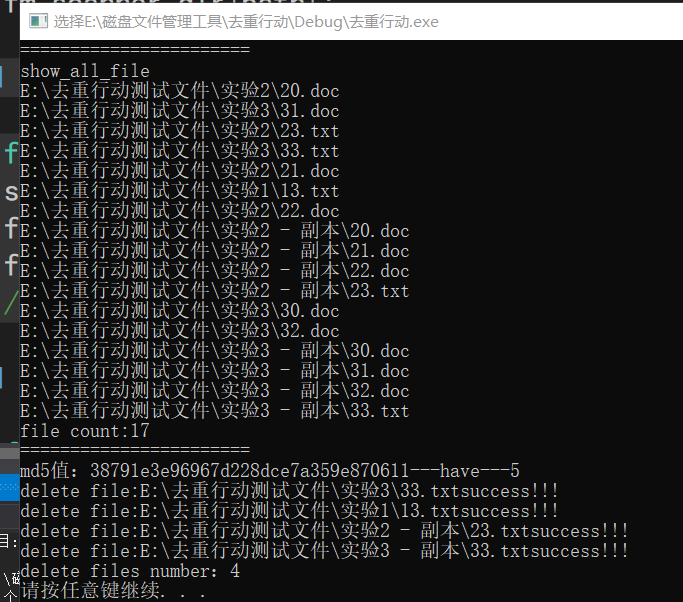 选择E:\磁盘文件管理工具\去重行动\Debug\去重行动.exe
=======================
show_all_file
E:\去重行动测试文件\实验2\20.doc
E:\去重行动测试文件\实验3\31.doc
E:\去重行动测试文件\实验2\23.txt
E:\去重行动测试文件\实验3\33.txt
E:\去重行动测试文件\实验2\21.doc
E:\去重行动测试文件\实验1\13.txt
E:\去重行动测试文件\实验2\22.doc
E:\去重行动测试文件\实验2 - 副本\20.doc
E:\去重行动测试文件\实验2 - 副本\21.doc
E:\去重行动测试文件\实验2 - 副本\22.doc
E:\去重行动测试文件\实验2 - 副本\23.txt
E:\去重行动测试文件\实验3\30.doc
E:\去重行动测试文件\实验3\32.doc
E:\去重行动测试文件\实验3 - 副本\30.doc
E:\去重行动测试文件\实验3 - 副本\31.doc
E:\去重行动测试文件\实验3 - 副本\32.doc
E:\去重行动测试文件\实验3 - 副本\33.txt
file count:17
=======================
md5值：38791e3e96967d228dce7a359e870611---have---5
delete file:E:\去重行动测试文件\实验3\33.txtsuccess!!!
delete file:E:\去重行动测试文件\实验1\13.txtsuccess!!!
delete file:E:\去重行动测试文件\实验2 - 副本\23.txtsuccess!!!
delete file:E:\去重行动测试文件\实验3 - 副本\33.txtsuccess!!!
delete files number：4
请按任意键继续. . .